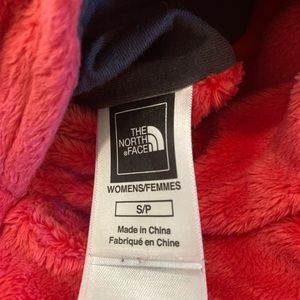 THE
NORTH
FACE
WOMENS/FEMMES
S/P
Made in China
Fabriqué en Chine